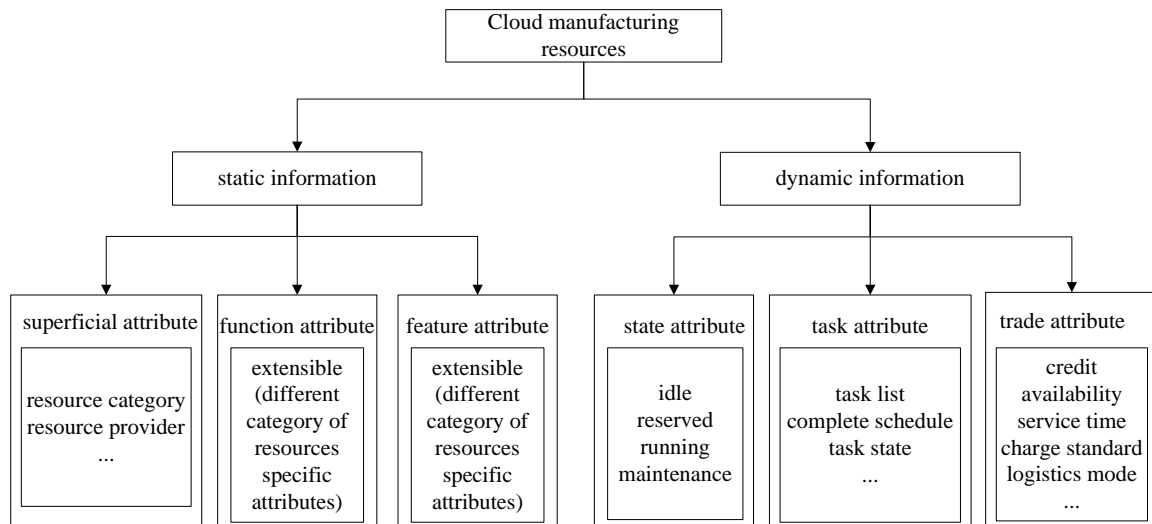 Cloud manufacturing
resources
static information
dynamic information
superficial attribute
resource category
resource provider
...
function attribute
extensible
(different
category of
resources
specific
attributes)
feature attribute
extensible
(different
category of
resources
specific
attributes)
state attribute
idle
reserved
running
maintenance
task attribute
task list
complete schedule
task state
...
trade attribute
credit
availability
service time
charge standard
logistics mode
...